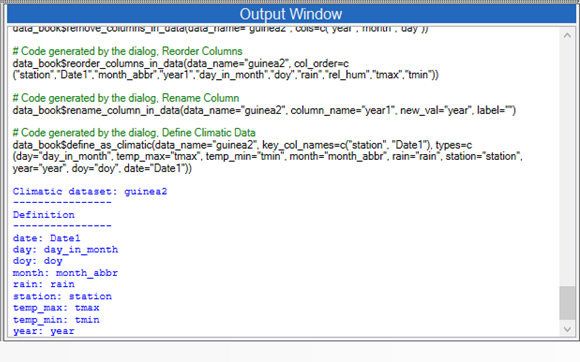 Output Window
data_book$remove_columns_in_data(data_name="guinea2", cols=c("year","month","day"))
# Code generated by the dialog, Reorder Columns
data_book$reorder_columns_in_data(data_name="guinea2", col_order=c
("station","Date1","month_abbr","year1","day_in_month","doy","rain","rel_hum","tmax","tmin"))
# Code generated by the dialog, Rename Column
data_book$rename_column_in_data(data_name="guinea2", column_name="year1", new_val="year", label="")
# Code generated by the dialog, Define Climatic Data
data_book$define_as_climatic(data_name="guinea2", key_col_names=c("station", "Date1"), types=c
(day="day_in_month", temp_max="tmax", temp_min="tmin", month="month_abbr", rain="rain", station="station",
year="year", doy="doy", date="Date1"))
Climatic dataset: guinea2
----------------
Definition
----------------
date: Date1
day: day_in_month
doy: doy
month: month_abbr
rain: rain
station: station
temp_max: tmax
temp_min: tmin
year: year